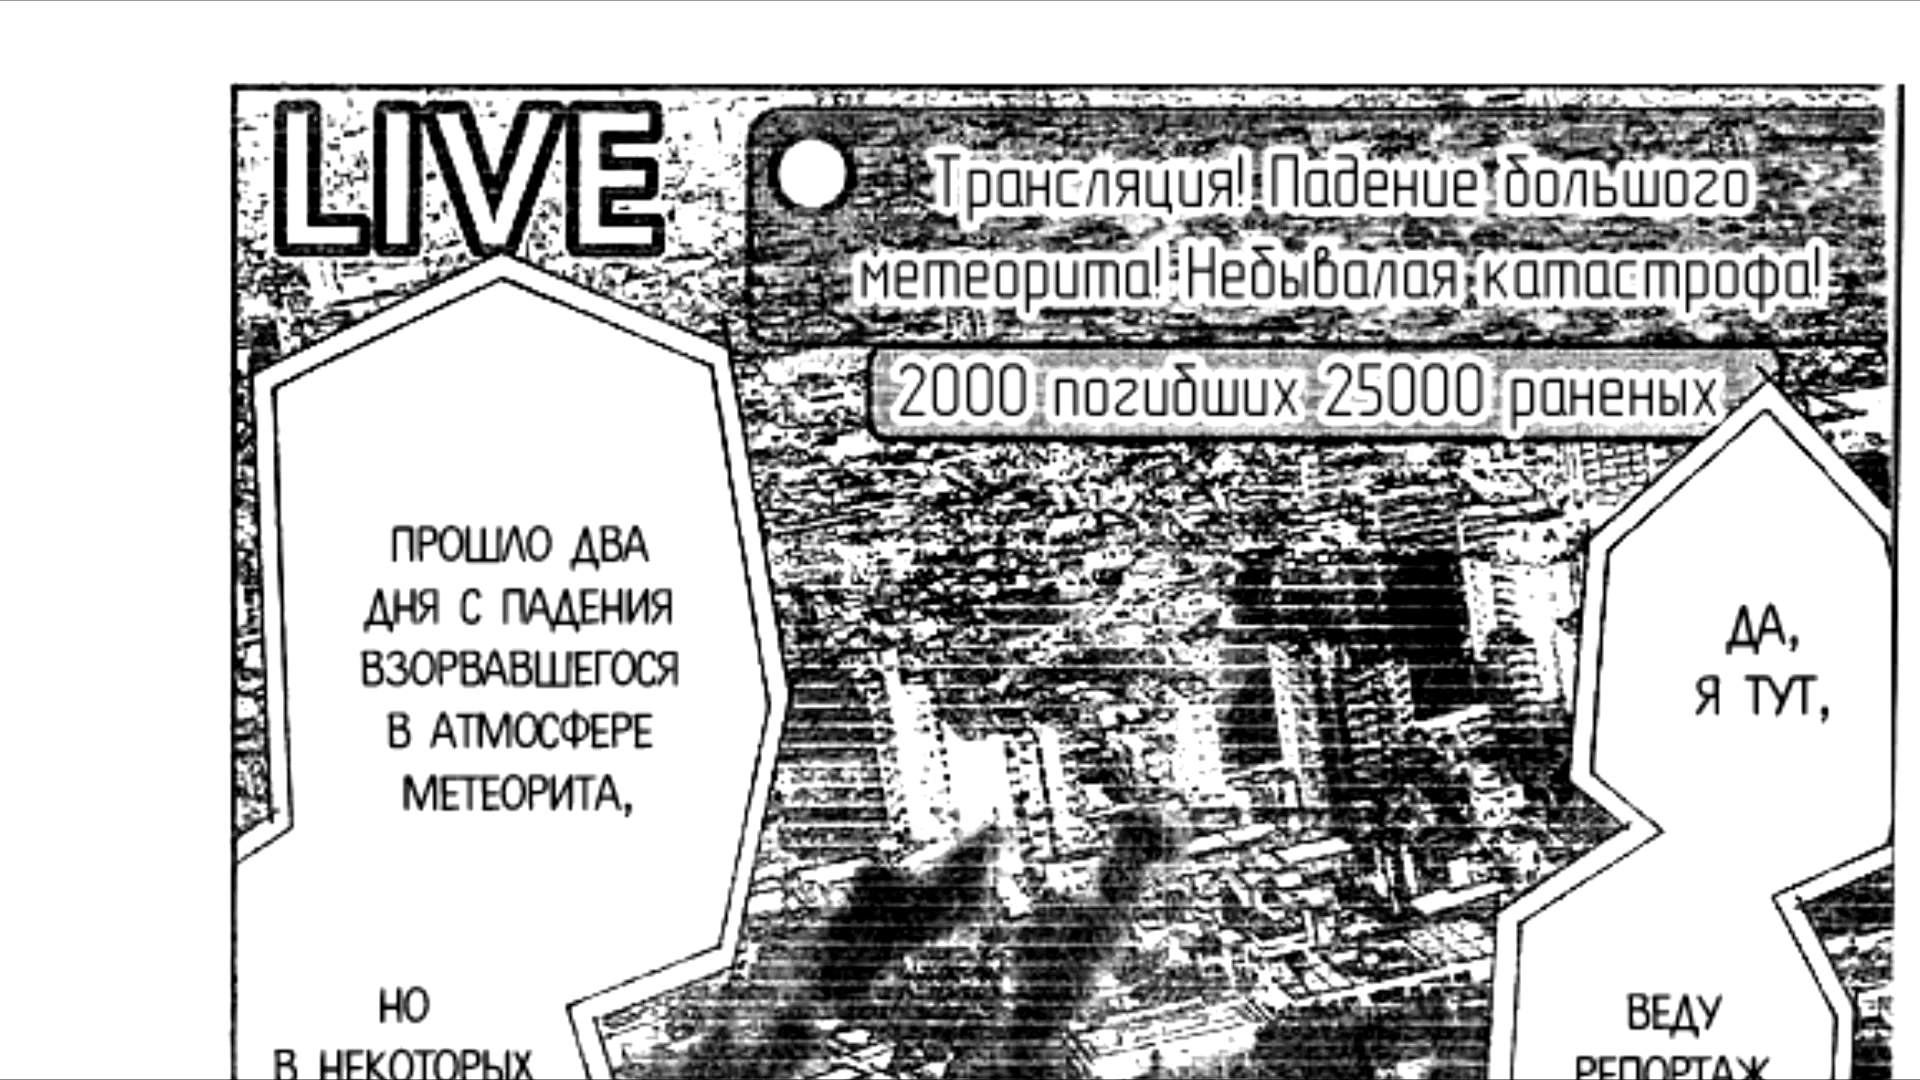 LIVE
Трансляция! Падение большого
метеорита! Небывалая катастрофа!
2000 погибших 25000 раненых
ДА,
Я ТУТ,
ВЕДУ
РЕПОРТАЖ
ПРОШЛО ДВА
ДНЯ С ПАДЕНИЯ
ВЗОРВАВШЕГОСЯ
В АТМОСФЕРЕ
МЕТЕОРИТА,
НО
В НЕКОТОРЫХ